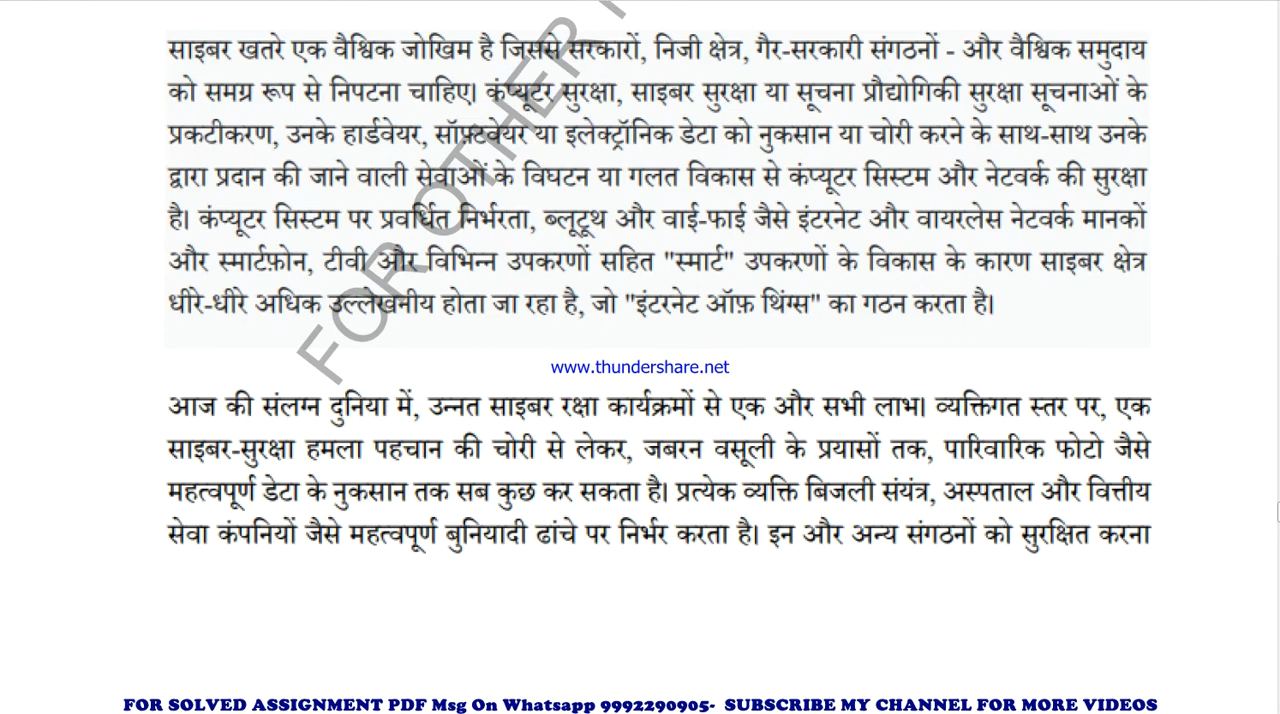 साइबर खतरे एक वैश्विक जोखिम है जिससे सरकारों, निजी क्षेत्र, गैर-सरकारी संगठनों - और वैश्विक समुदाय
को समग्र रूप से निपटना चाहिए। कंप्यूटर सुरक्षा, साइबर सुरक्षा या सूचना प्रौद्योगिकी सुरक्षा सूचनाओं के
प्रकटीकरण, उनके हार्डवेयर, सॉफ़्टवेयर या इलेक्ट्रॉनिक डेटा को नुकसान या चोरी करने के साथ-साथ उनके
द्वारा प्रदान की जाने वाली सेवाओं के विघटन या गलत विकास से कंप्यूटर सिस्टम और नेटवर्क की सुरक्षा
है। कंप्यूटर सिस्टम पर प्रवर्धित निर्भरता, ब्लूटूथ और वाई-फाई जैसे इंटरनेट और वायरलेस नेटवर्क मानकों
और स्मार्टफ़ोन, टीवी और विभिन्न उपकरणों सहित "स्मार्ट" उपकरणों के विकास के कारण साइबर क्षेत्र
धीरे-धीरे अधिक उल्लेखनीय होता जा रहा है, जो "इंटरनेट ऑफ़ थिंग्स" का गठन करता है।
FOR OTHER
www.thundershare.net
आज की संलग्न दुनिया में, उन्नत साइबर रक्षा कार्यक्रमों से एक और सभी लाभ। व्यक्तिगत स्तर पर, एक
साइबर-सुरक्षा हमला पहचान की चोरी से लेकर, जबरन वसूली के प्रयासों तक, पारिवारिक फोटो जैसे
महत्वपूर्ण डेटा के नुकसान तक सब कुछ कर सकता है। प्रत्येक व्यक्ति बिजली संयंत्र, अस्पताल और वित्तीय
सेवा कंपनियों जैसे महत्वपूर्ण बुनियादी ढांचे पर निर्भर करता है। इन और अन्य संगठनों को सुरक्षित करना
FOR SOLVED ASSIGNMENT PDF Msg On Whatsapp 9992290905- SUBSCRIBE MY CHANNEL FOR MORE VIDEOS